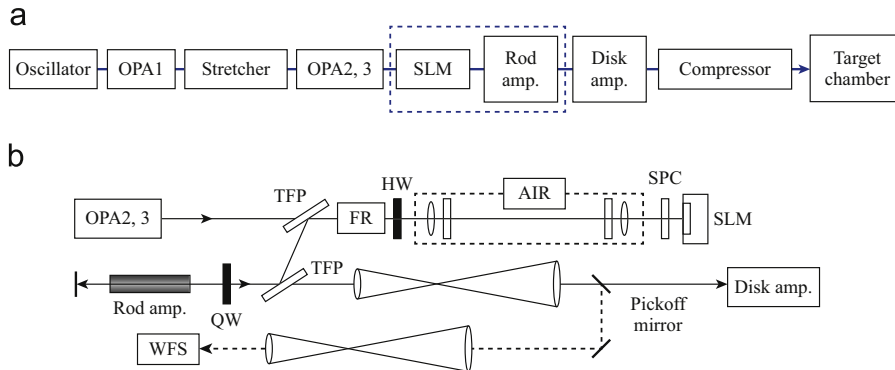 a
Oscillator
OPA1
Stretcher
OPA2, 3
SLM
Rod
amp.
Disk
amp.
Compressor
Target
chamber
b
OPA2, 3
TFP
FR
HW
AIR
SPC
SLM
Rod amp.
QW
TFP
Pickoff
mirror
Disk amp.
WFS